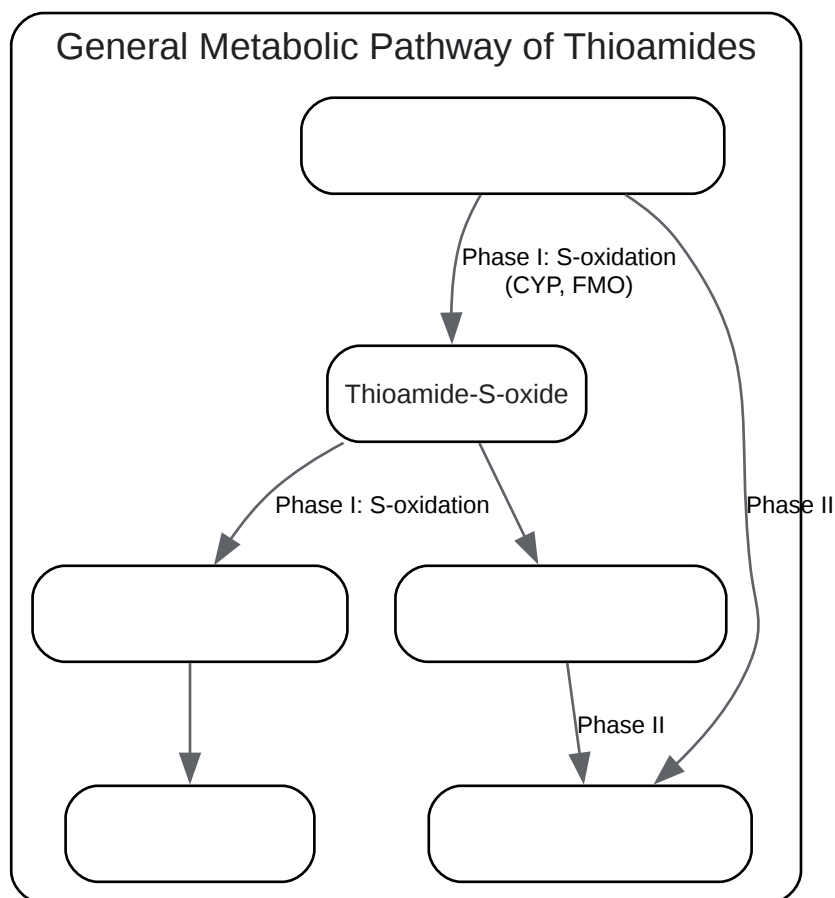 General Metabolic Pathway of Thioamides
Phase I: S-oxidation
(CYP, FMO)
Thioamide-S-oxide
Phase I: S-oxidation
Phase II
Phase II